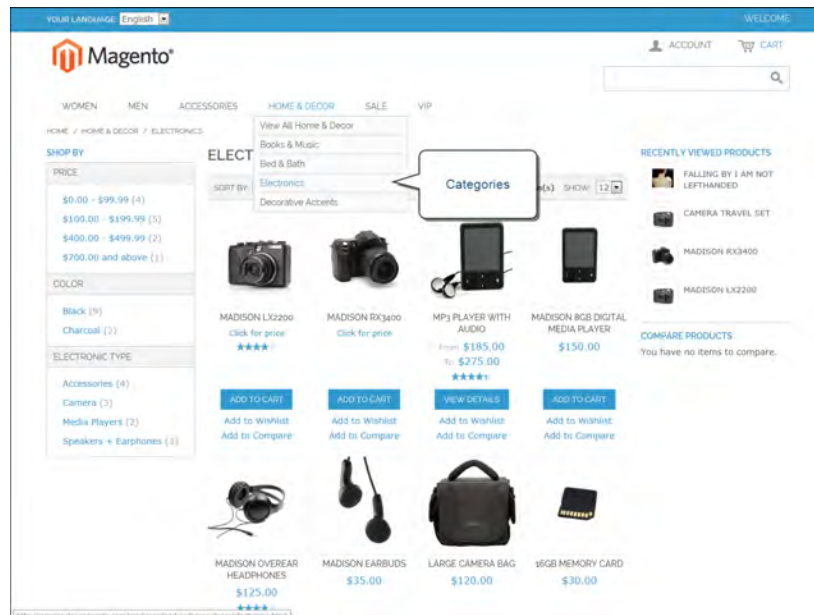 YOUR LANGUAGE: English
WELCOME
Magento®
ACCOUNT
CART
WOMEN MEN ACCESSORIES HOME & DECOR SALE VIP
HOME / HOME & DECOR / ELECTRONICS
View All Home & Decor
Books & Music
Bed & Bath
Electronics
Decorative Accents
Categories
SHOP BY
PRICE
$0.00 - $99.99 (4)
$100.00 - $199.99 (5)
$400.00 - $499.99 (2)
$700.00 and above (1)
COLOR
Black (9)
Charcoal (2)
ELECTRONIC TYPE
Accessories (4)
Camera (3)
Media Players (2)
Speakers + Earphones (3)
ELECT
SORT BY
(s) SHOW: 12
MADISON LX2200
Click for price
ADD TO CART
Add to Wishlist
Add to Compare
MADISON RX3400
Click for price
ADD TO CART
Add to Wishlist
Add to Compare
MP3 PLAYER WITH
AUDIO
From: $185.00
To: $275.00
VIEW DETAILS
Add to Wishlist
Add to Compare
MADISON 8GB DIGITAL
MEDIA PLAYER
$150.00
ADD TO CART
Add to Wishlist
Add to Compare
MADISON OVEREAR
HEADPHONES
$125.00
MADISON EARBUDS
$35.00
LARGE CAMERA BAG
$120.00
16GB MEMORY CARD
$30.00
RECENTLY VIEWED PRODUCTS
FALLING BY I AM NOT
LEFTHANDED
CAMERA TRAVEL SET
MADISON RX3400
MADISON LX2200
COMPARE PRODUCTS
You have no items to compare.